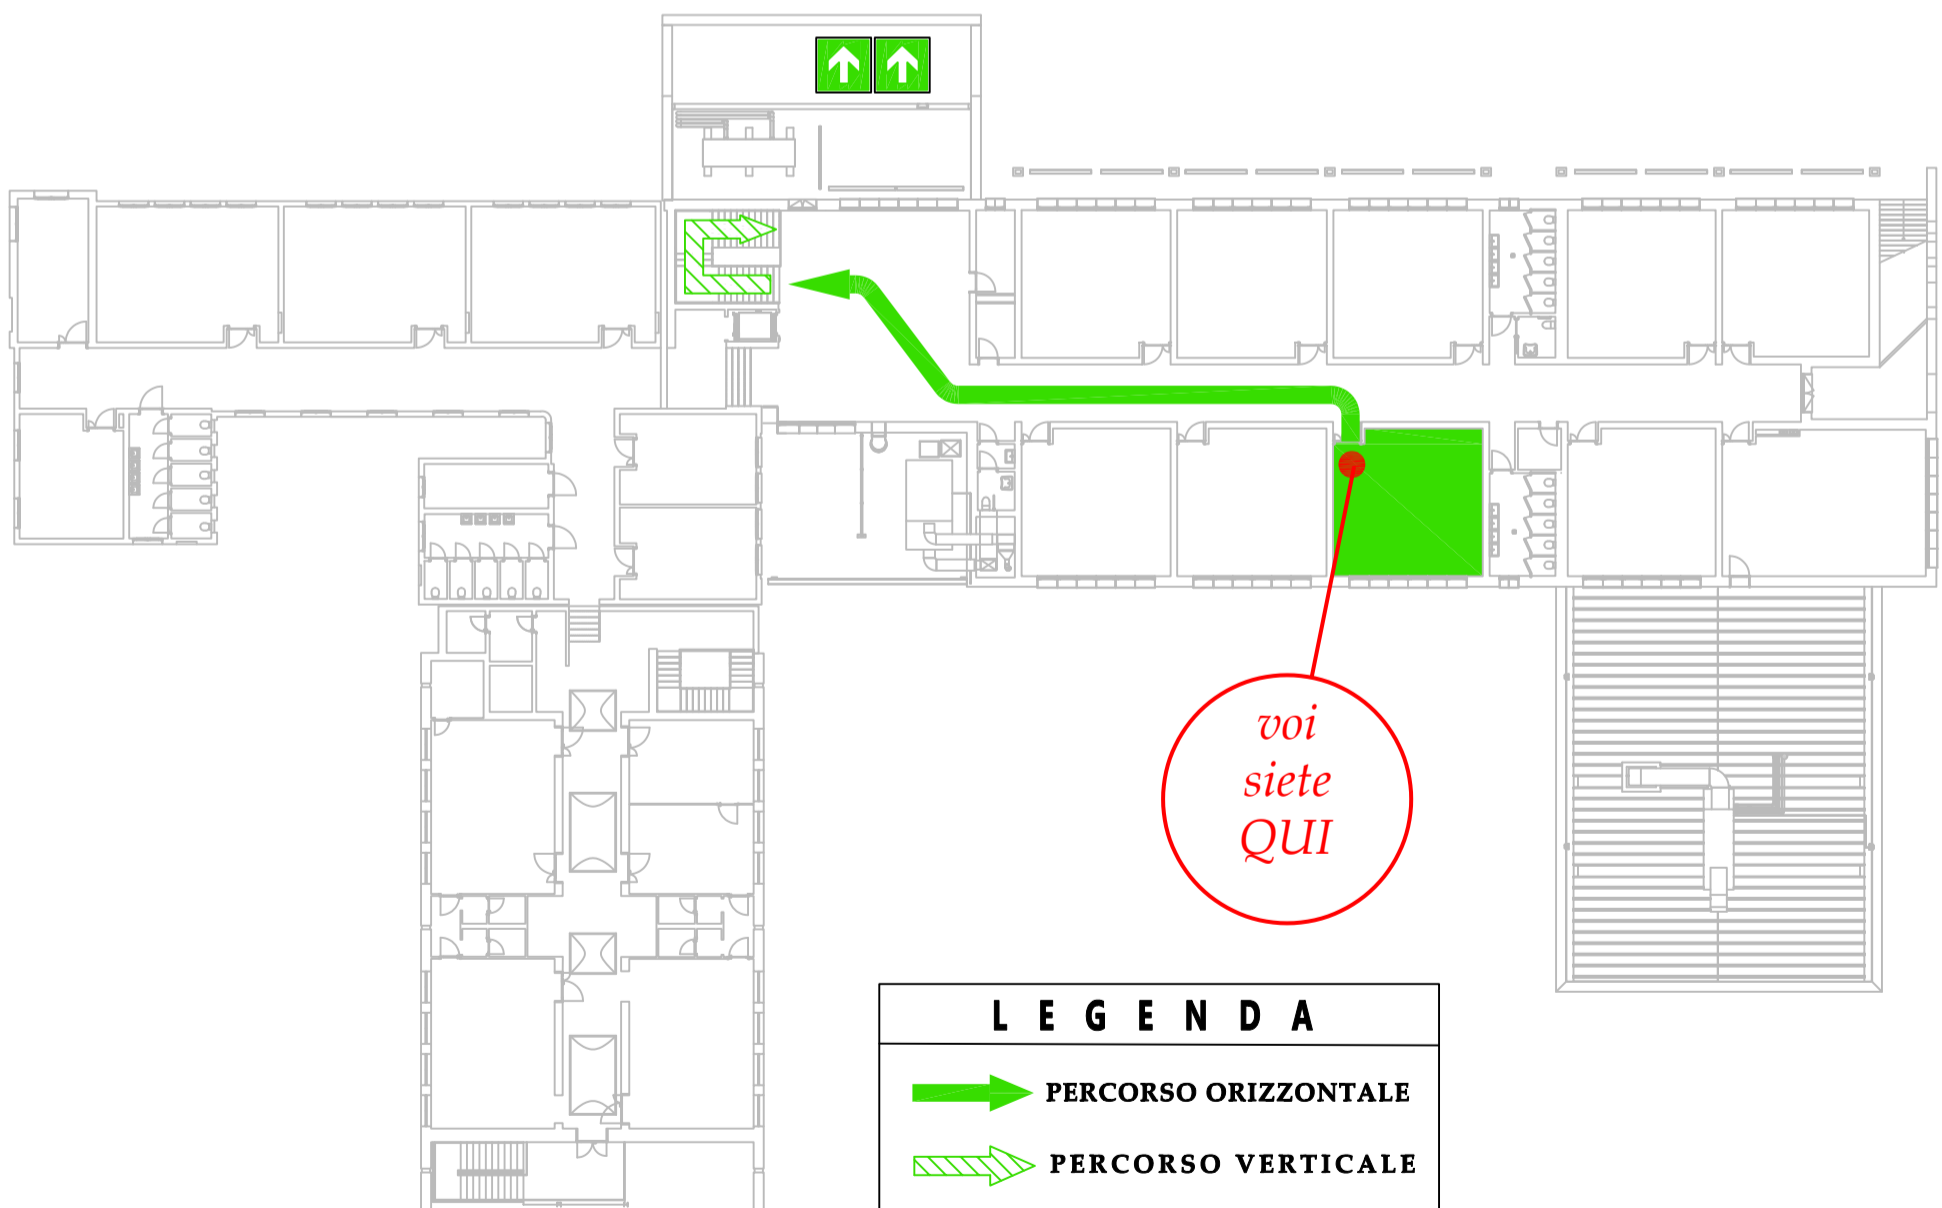 voi
siete
QUI
LEGENDA
PERCORSO ORIZZONTALE
PERCORSO VERTICALE